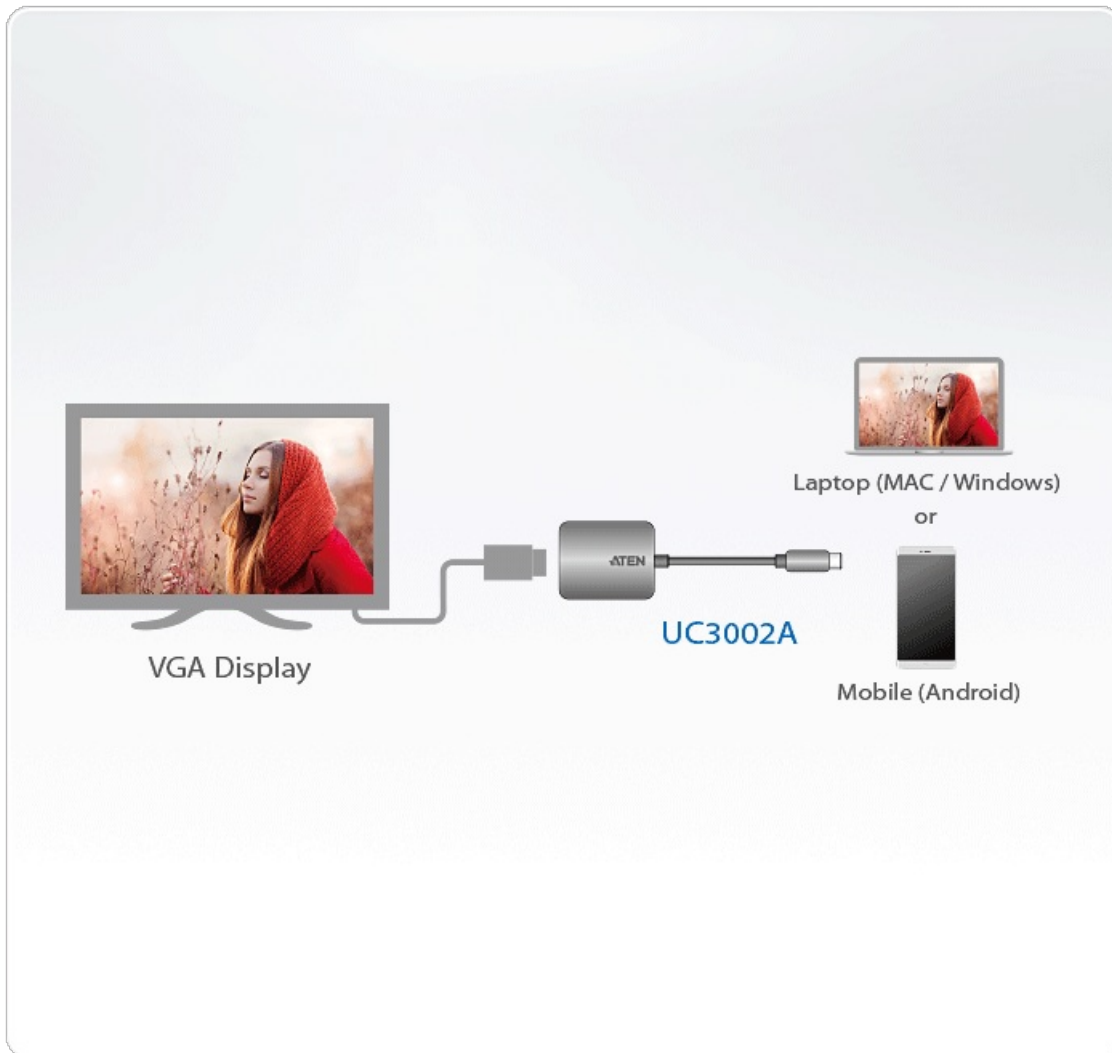 Laptop (MAC / Windows)
or
ATEN
UC3002A
VGA Display
Mobile (Android)